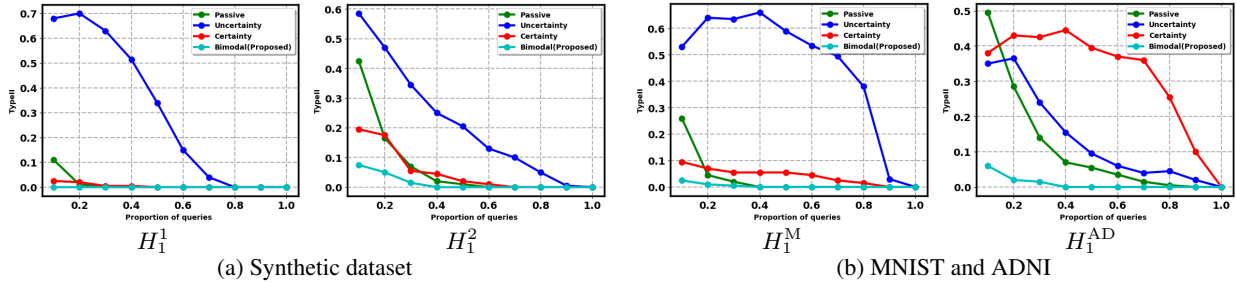 TypeII
0.7
0.6
0.5
0.4
0.3
0.2
0.1
0.0
Passive
Uncertainty
Certainty
Bimodal(Proposed)
0.2 0.4 0.6 0.8 1.0
Proportion of queries
H_1^1
TypeII
0.6
0.5
0.4
0.3
0.2
0.1
0.0
Passive
Uncertainty
Certainty
Bimodal(Proposed)
0.2 0.4 0.6 0.8 1.0
Proportion of queries
H_1^2
(a) Synthetic dataset
TypeII
0.6
0.5
0.4
0.3
0.2
0.1
0.0
Passive
Uncertainty
Certainty
Bimodal(Proposed)
0.2 0.4 0.6 0.8 1.0
Proportion of queries
H_1^M
TypeII
0.5
0.4
0.3
0.2
0.1
0.0
Passive
Uncertainty
Certainty
Bimodal(Proposed)
0.2 0.4 0.6 0.8 1.0
Proportion of queries
H_1^AD
(b) MNIST and ADNI